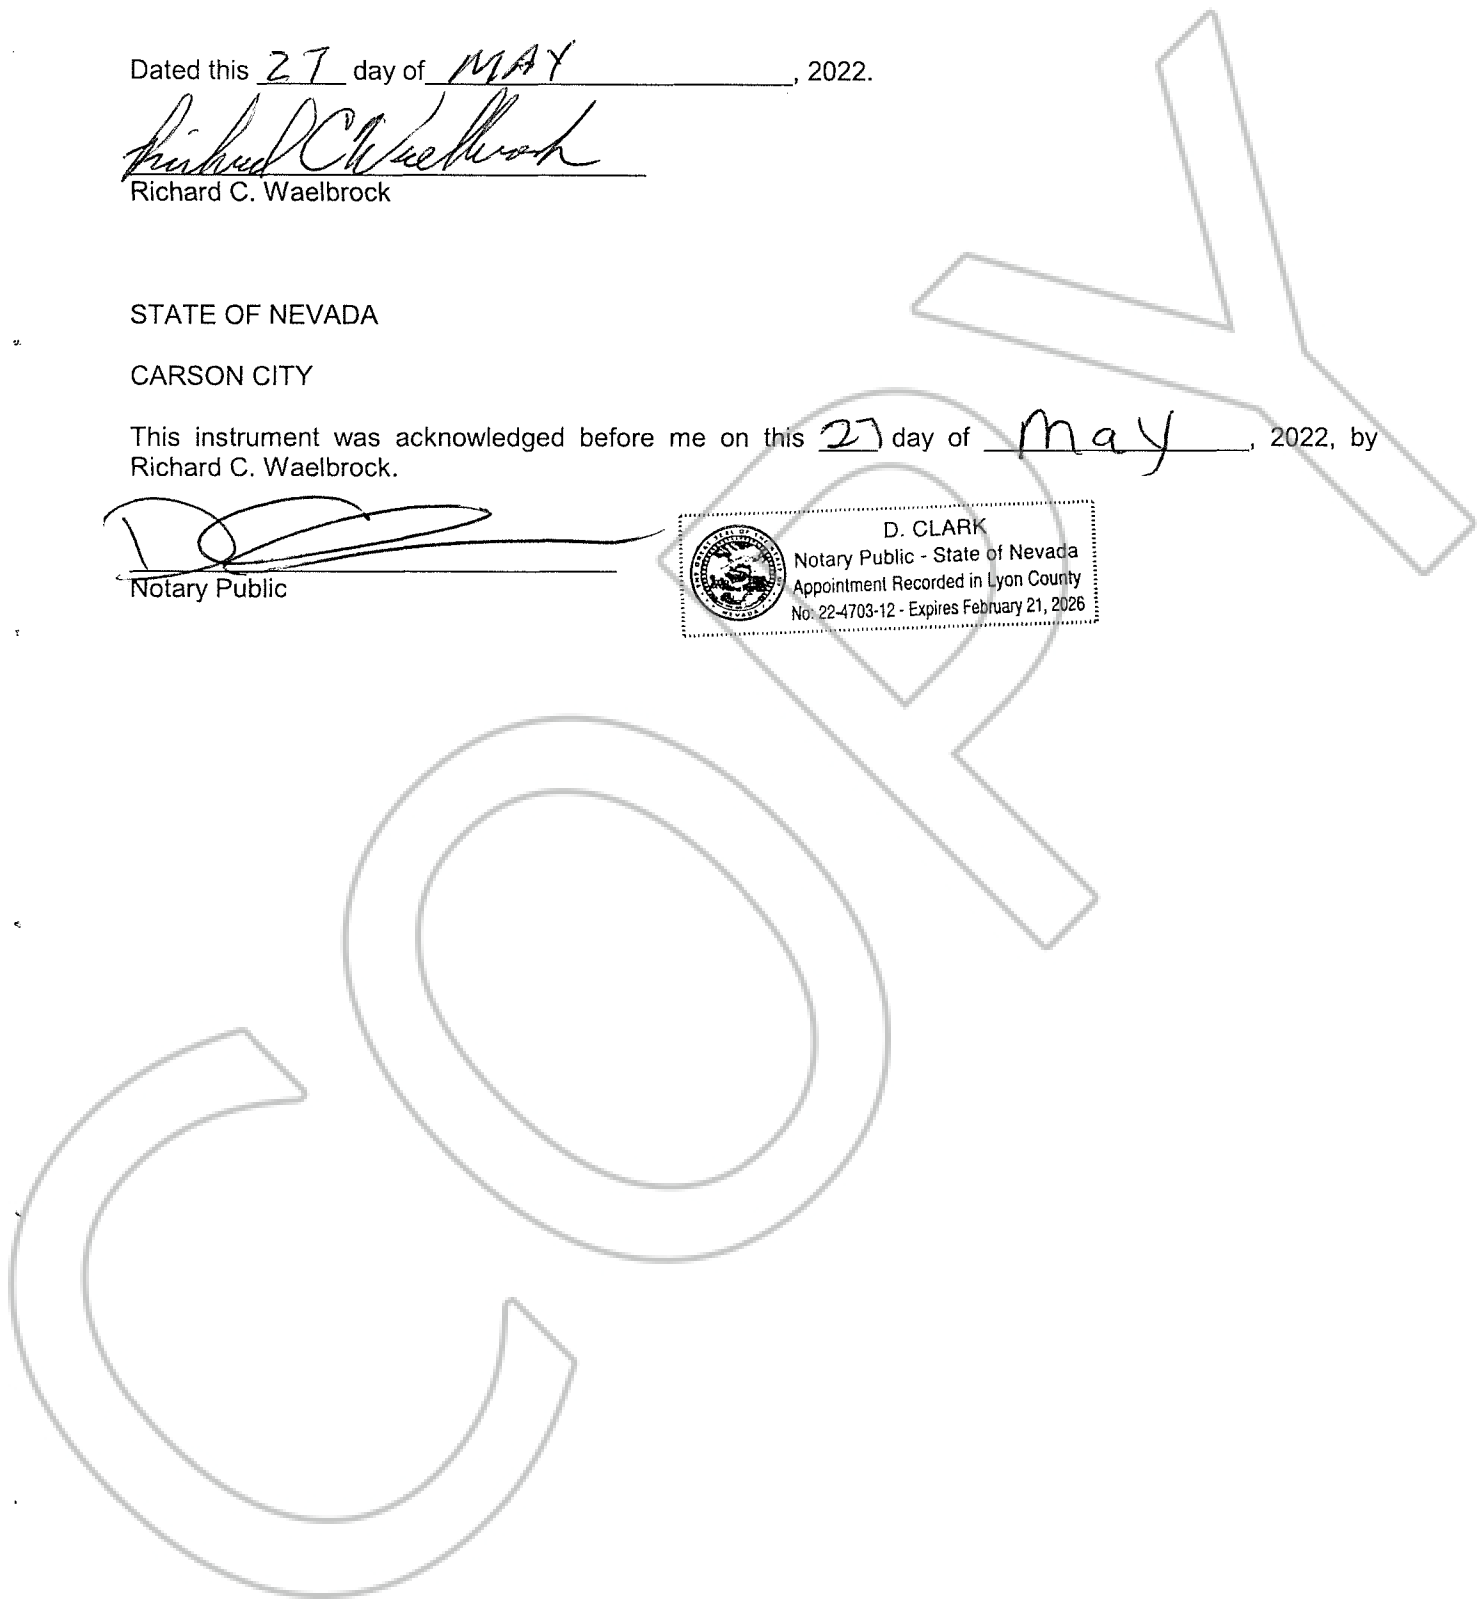 Dated this 27 day of MAY, 2022.
Richard C Waelbrock
Richard C. Waelbrock
STATE OF NEVADA
CARSON CITY
This instrument was acknowledged before me on this 27 day of May, 2022, by
Richard C. Waelbrock.
D. CLARK
Notary Public - State of Nevada
Appointment Recorded in Lyon County
No: 22-4703-12 - Expires February 21, 2026
Notary Public
COPY